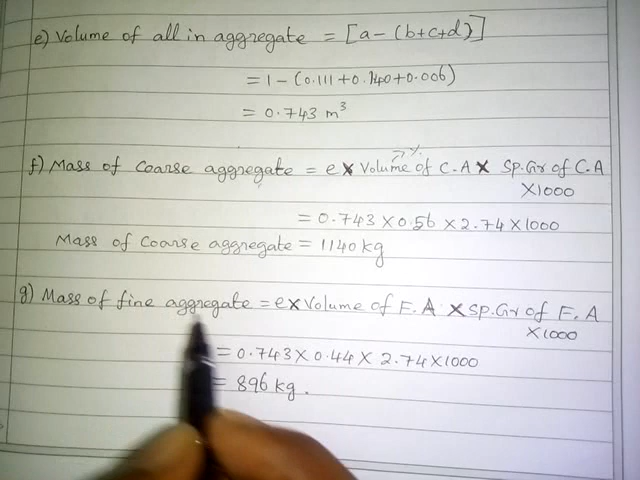 e) Volume of all in aggregate = [a-(b+c+d)]
= 1-(0.111+0.140+0.006)
= 0.743 m³
f) Mass of Coarse aggregate = e x Volume of C.A x Sp.Gr of C.A
x1000
= 0.743 x 0.56 x 2.74 x 1000
Mass of Coarse aggregate = 1140 kg
g) Mass of fine aggregate = e x Volume of F.A x Sp.Gr of F.A
x1000
= 0.743 x 0.44 x 2.74 x 1000
= 896 kg.